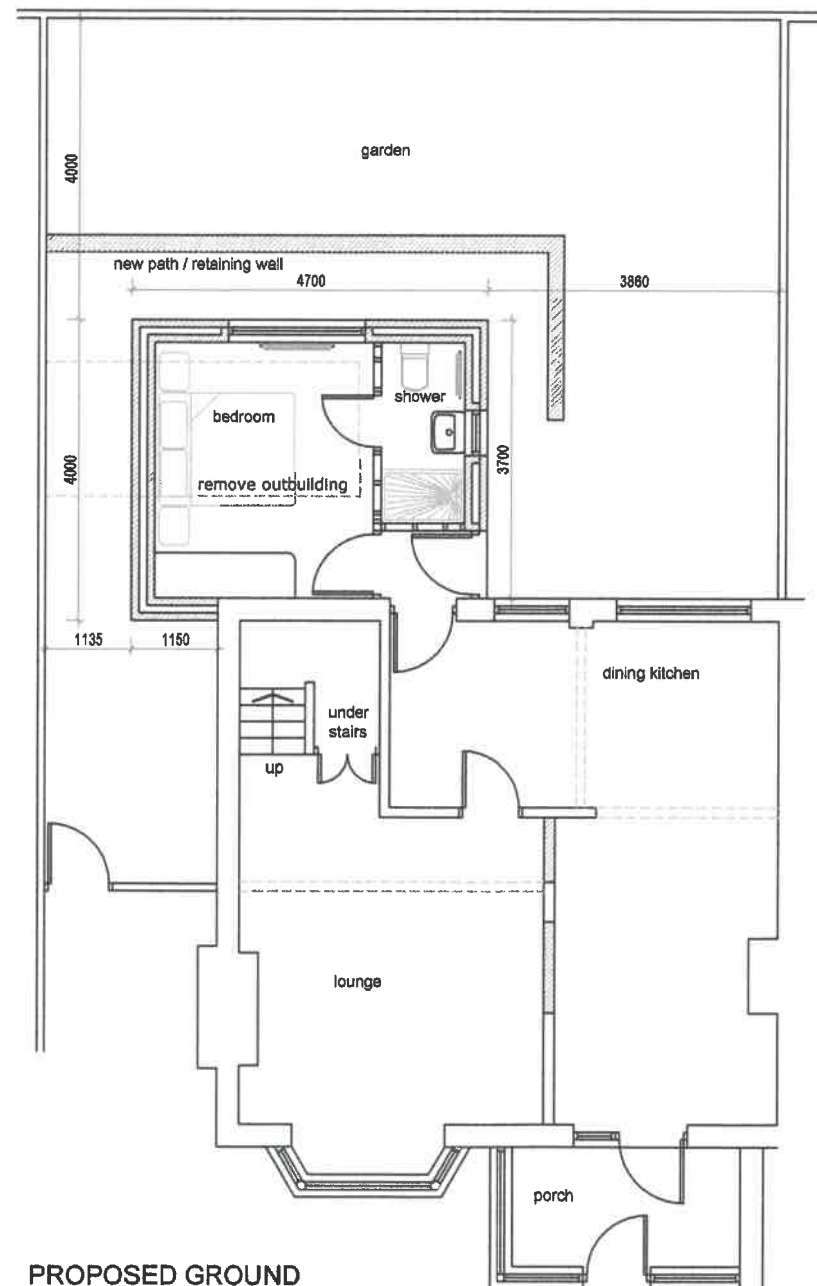 garden
4000
new path / retaining wall
4700
3860
shower
bedroom
4000
remove outbuilding
3700
1135
1150
dining kitchen
under
stairs
up
lounge
porch
PROPOSED GROUND